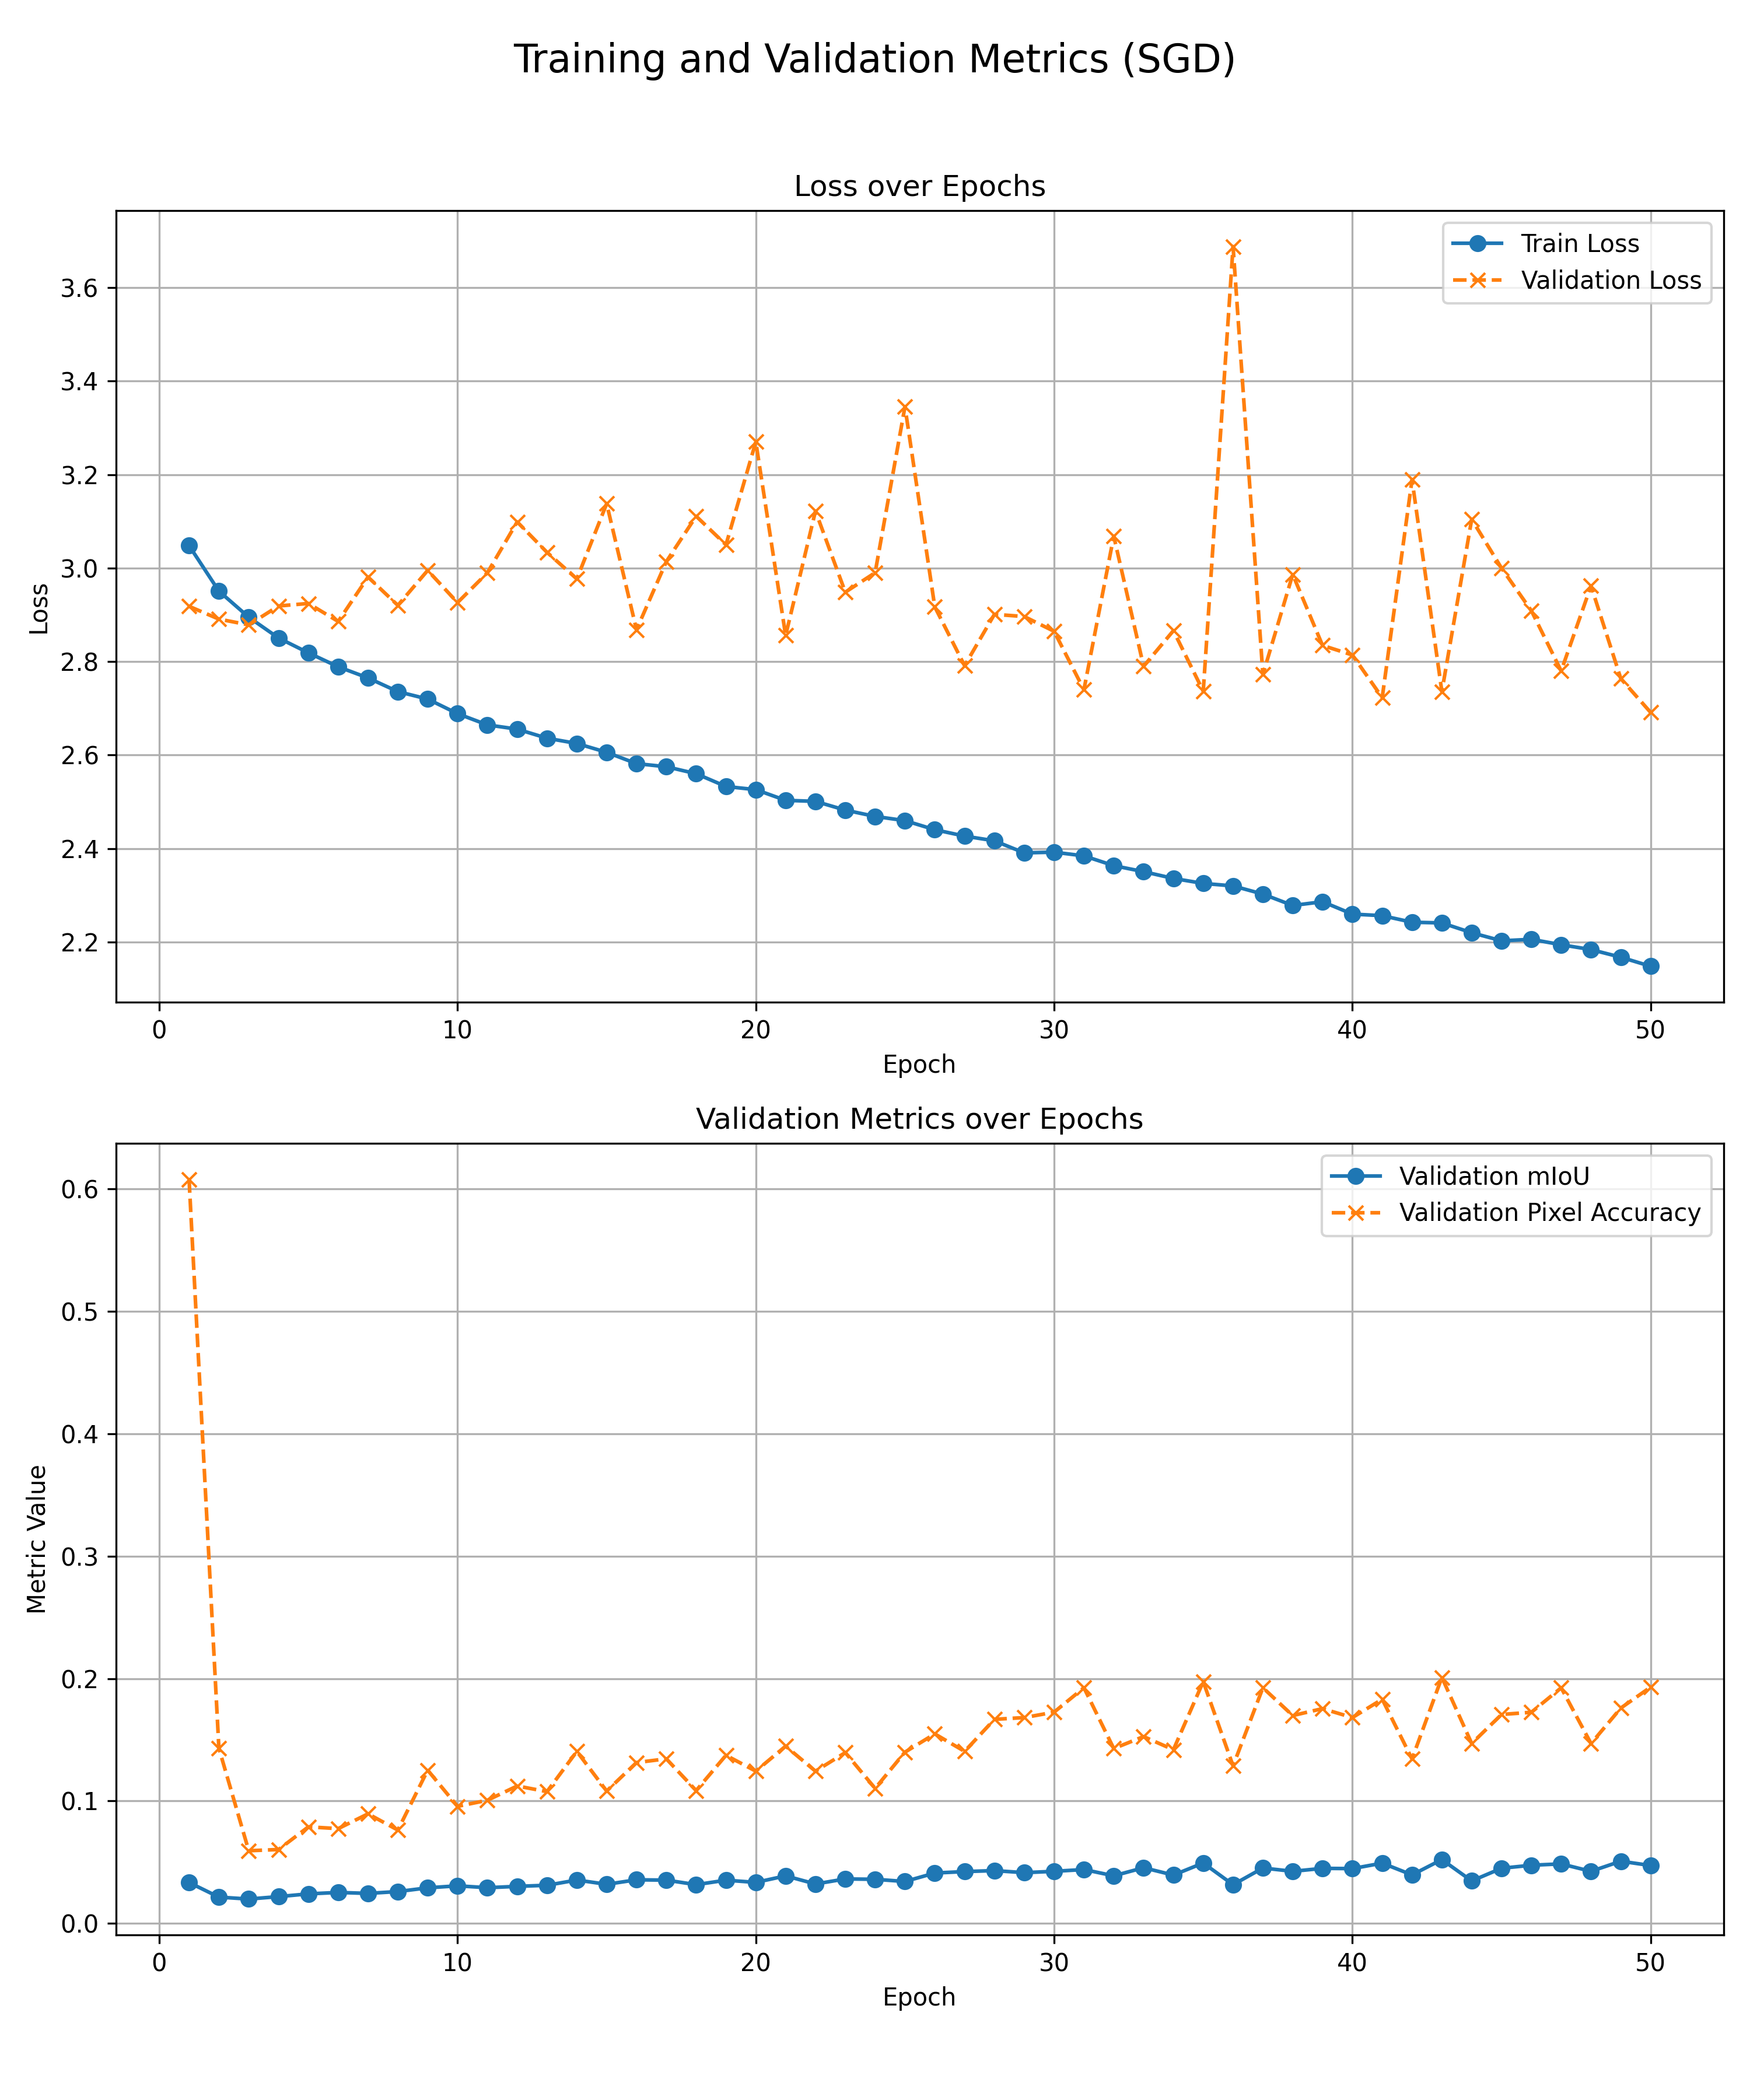 Training and Validation Metrics (SGD)
Loss over Epochs
Train Loss
Validation Loss
3.6
3.4
3.2
3.0
2.8
2.6
2.4
2.2
Loss
0 10 20 30 40 50
Epoch
Validation Metrics over Epochs
Validation mIoU
Validation Pixel Accuracy
0.6
0.5
0.4
0.3
0.2
0.1
0.0
Metric Value
0 10 20 30 40 50
Epoch